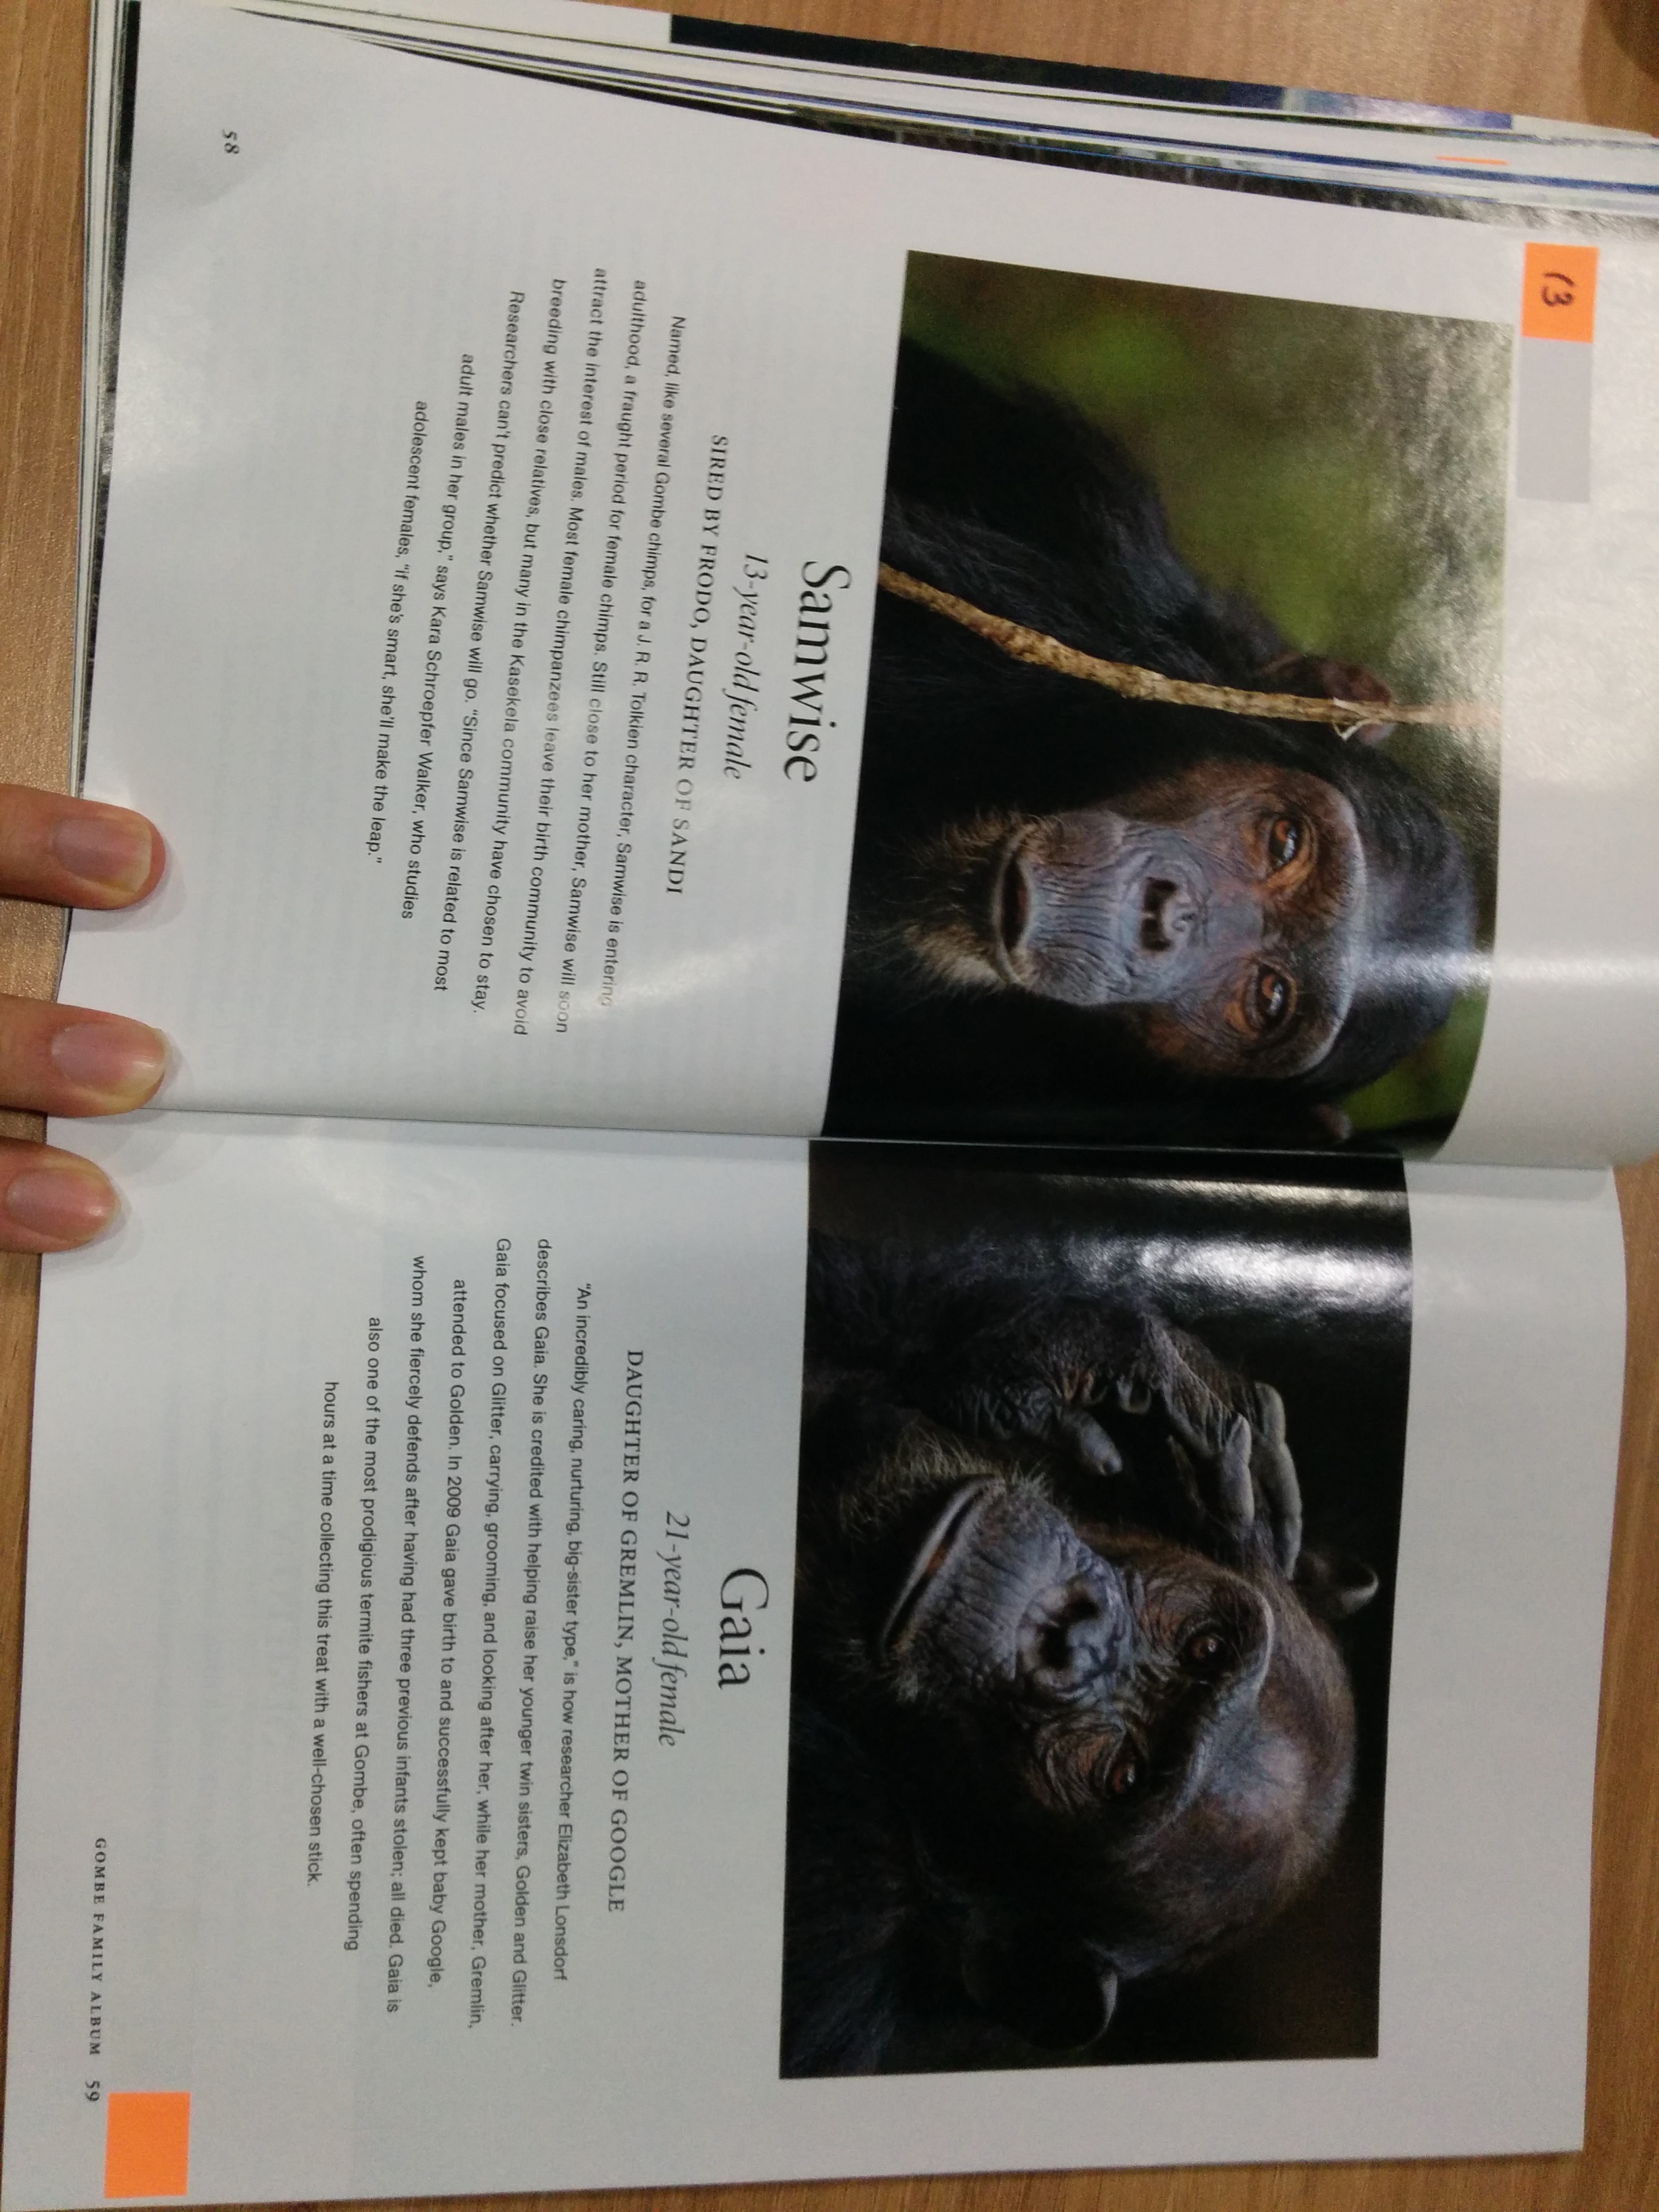 13
Samwise
13-year-old female
SIRED BY FRODO, DAUGHTER OF SANDI
Named, like several Gombe chimps, for a J. R. R. Tolkien character, Samwise is entering
adulthood, a fraught period for female chimps. Still close to her mother, Samwise will soon
attract the interest of males. Most female chimpanzees leave their birth community to avoid
breeding with close relatives, but many in the Kasekela community have chosen to stay.
Researchers can't predict whether Samwise will go. “Since Samwise is related to most
adult males in her group,” says Kara Schroepfer Walker, who studies
adolescent females, “if she's smart, she'll make the leap.”
58
Gaia
21-year-old female
DAUGHTER OF GREMLIN, MOTHER OF GOOGLE
“An incredibly caring, nurturing, big-sister type,” is how researcher Elizabeth Lonsdorf
describes Gaia. She is credited with helping raise her younger twin sisters, Golden and Glitter.
Gaia focused on Glitter, carrying, grooming, and looking after her, while her mother, Gremlin,
attended to Golden. In 2009 Gaia gave birth to and successfully kept baby Google,
whom she fiercely defends after having had three previous infants stolen; all died. Gaia is
also one of the most prodigious termite fishers at Gombe, often spending
hours at a time collecting this treat with a well-chosen stick.
GOMBE FAMILY ALBUM 59